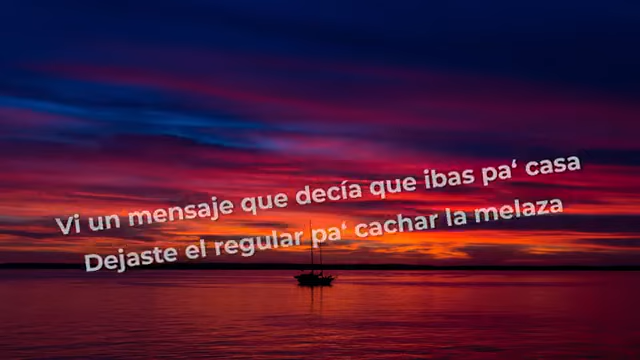 Vi un mensaje que decía que ibas pa‘ casa
Dejaste el regular pa‘ cachar la melaza